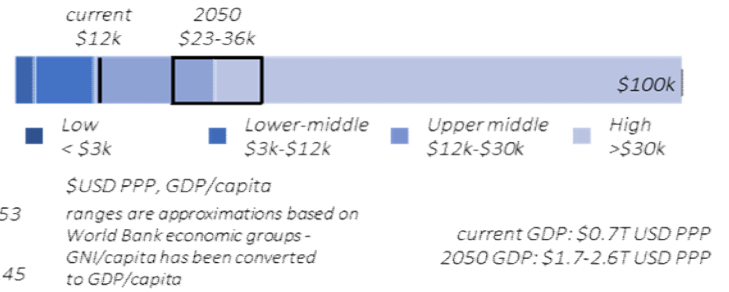 current
$12k
2050
$23-36k
$100k
Low
< $3k
Lower-middle
$3k-$12k
Upper middle
$12k-$30k
High
>$30k
$USD PPP, GDP/capita
53
ranges are approximations based on
World Bank economic groups -
GNI/capita has been converted
to GDP/capita
45
current GDP: $0.7T USD PPP
2050 GDP: $1.7-2.6T USD PPP